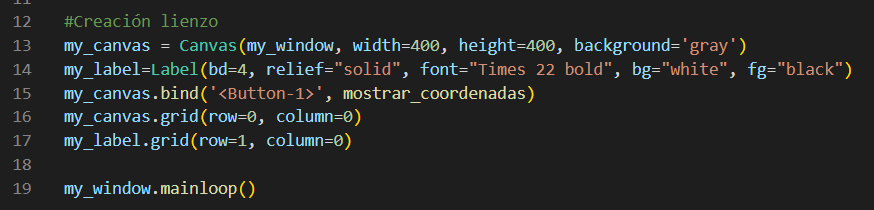 12 #Creación lienzo
13 my_canvas = Canvas(my_window, width=400, height=400, background='gray')
14 my_label=Label(bd=4, relief="solid", font="Times 22 bold", bg="white", fg="black")
15 my_canvas.bind('<Button-1>', mostrar_coordenadas)
16 my_canvas.grid(row=0, column=0)
17 my_label.grid(row=1, column=0)
18
19 my_window.mainloop()